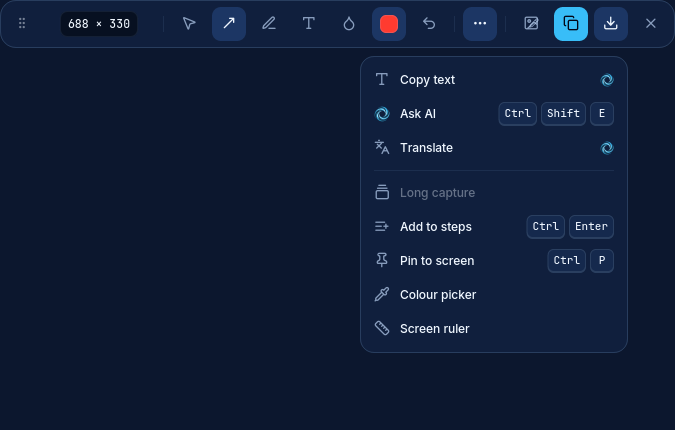 688 × 330
Copy text
Ask AI Ctrl Shift E
Translate
Long capture
Add to steps Ctrl Enter
Pin to screen Ctrl P
Colour picker
Screen ruler